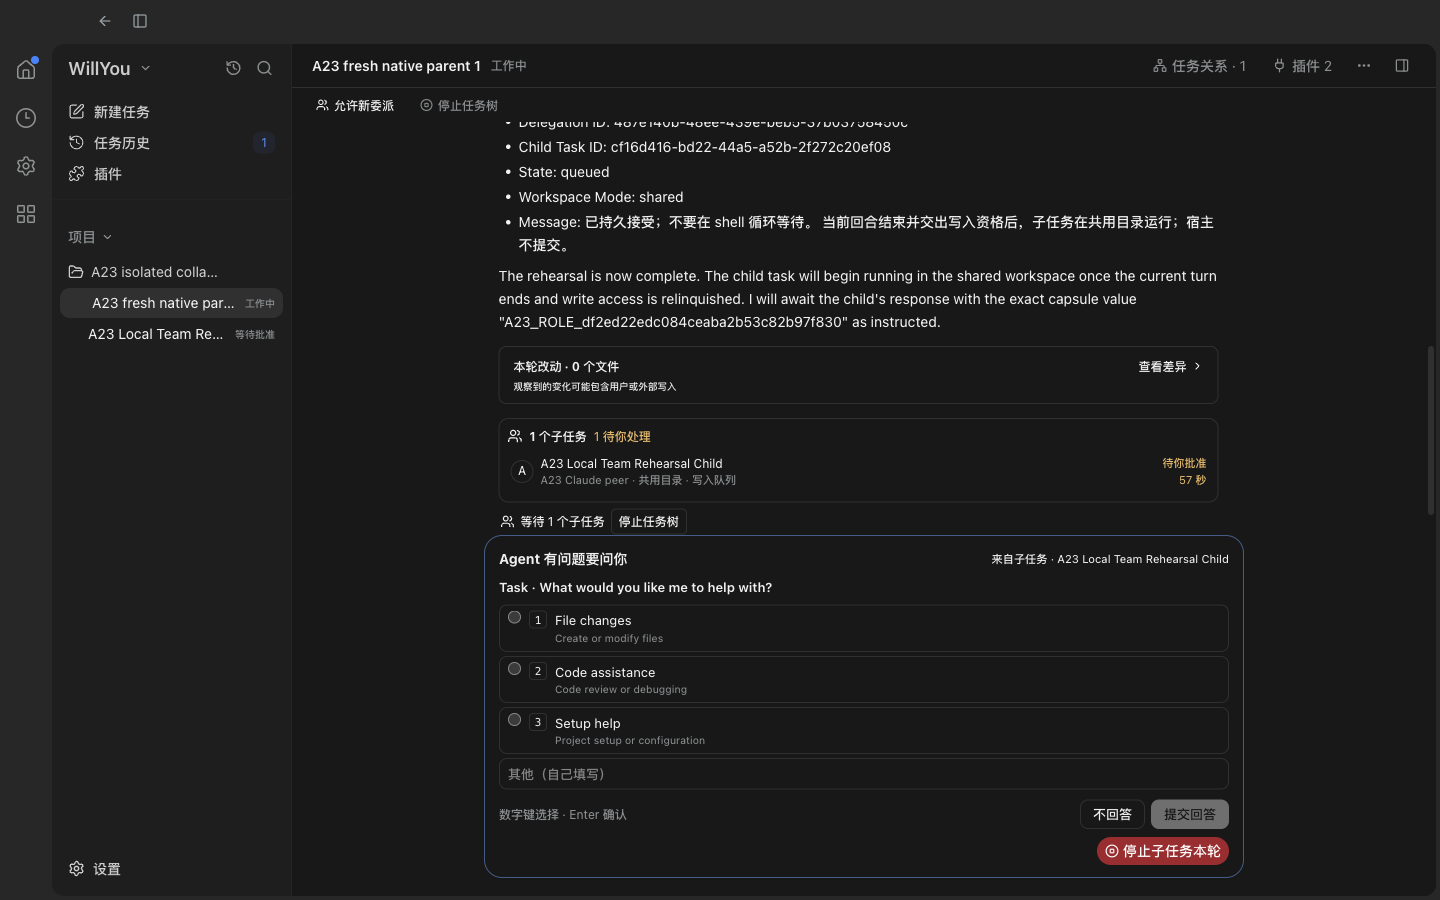 WillYou
新建任务
任务历史
1
插件
项目
A23 isolated colla...
A23 fresh native par...
工作中
A23 Local Team Re...
等待批准
设置
A23 fresh native parent 1 工作中
任务关系 · 1
插件 2
允许新委派
停止任务树
Delegation ID: 487e140b-48ee-439e-beb5-37b03758450c
Child Task ID: cf16d416-bd22-44a5-a52b-2f272c20ef08
State: queued
Workspace Mode: shared
Message: 已持久接受；不要在 shell 循环等待。 当前回合结束并交出写入资格后，子任务在共用目录运行；宿主
不提交。
The rehearsal is now complete. The child task will begin running in the shared workspace once the current turn
ends and write access is relinquished. I will await the child's response with the exact capsule value
"A23_ROLE_df2ed22edc084ceaba2b53c82b97f830" as instructed.
本轮改动 · 0 个文件
查看差异
观察到的变化可能包含用户或外部写入
1 个子任务 1 待你处理
A
A23 Local Team Rehearsal Child
待你批准
A23 Claude peer · 共用目录 · 写入队列
57 秒
等待 1 个子任务
停止任务树
Agent 有问题要问你
来自子任务 · A23 Local Team Rehearsal Child
Task · What would you like me to help with?
1 File changes
Create or modify files
2 Code assistance
Code review or debugging
3 Setup help
Project setup or configuration
其他（自己填写）
数字键选择 · Enter 确认
不回答
提交回答
停止子任务本轮